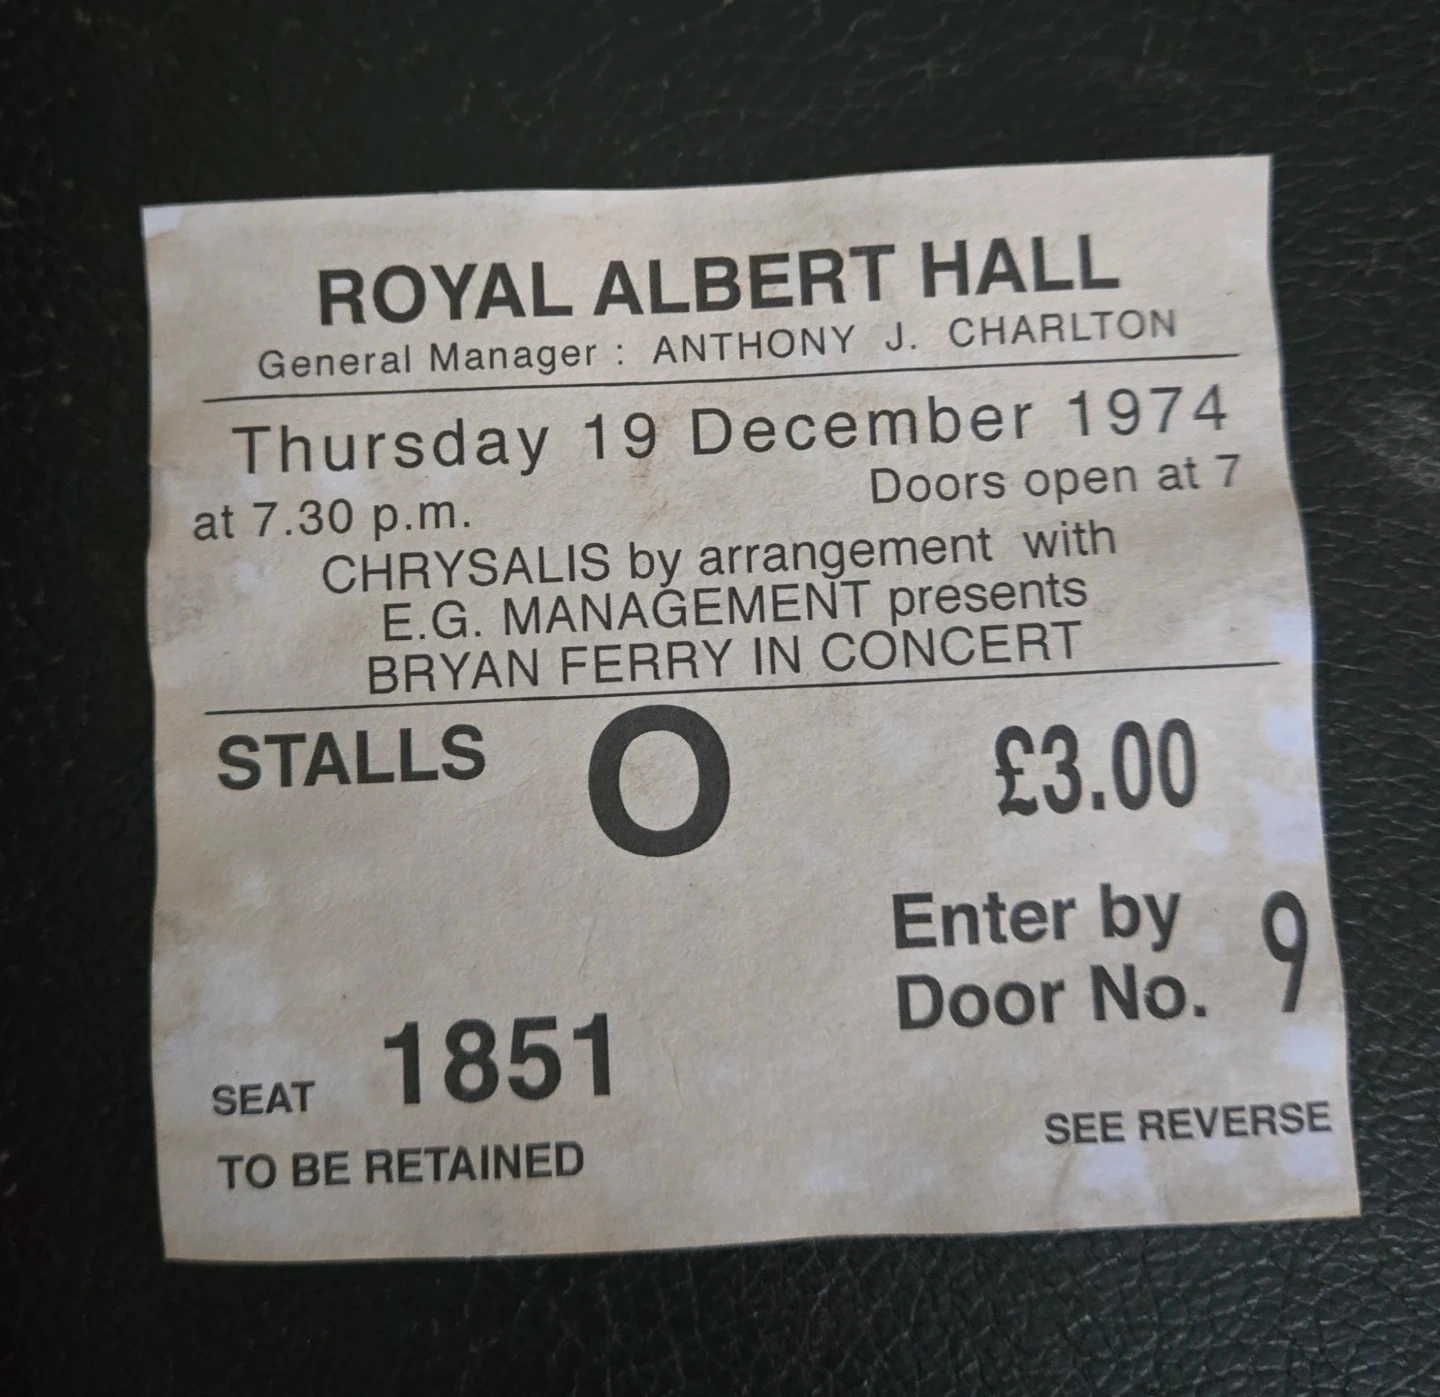 ROYAL ALBERT HALL
General Manager : ANTHONY J. CHARLTON
Thursday 19 December 1974
at 7.30 p.m. Doors open at 7
CHRYSALIS by arrangement with
E.G. MANAGEMENT presents
BRYAN FERRY IN CONCERT
STALLS O £3.00
Enter by
Door No. 9
SEAT 1851
TO BE RETAINED SEE REVERSE